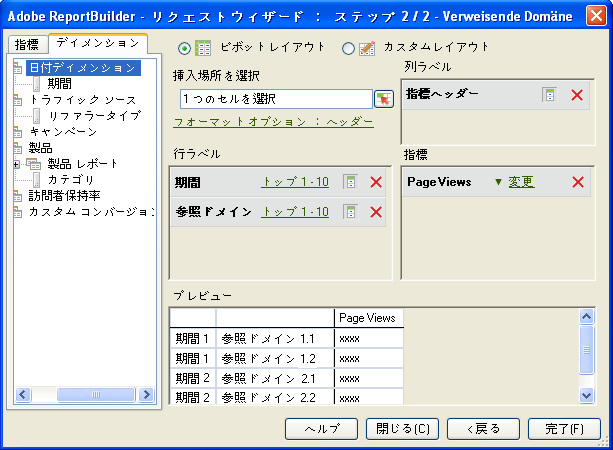 Adobe ReportBuilder - リクエストウィザード ： ステップ 2 / 2 - Verweisende Domäne
指標
ディメンション
日付ディメンション
期間
トラフィック ソース
リファラータイプ
キャンペーン
製品
製品 レポート
カテゴリ
訪問者保持率
カスタム コンバージョン
ピボットレイアウト
カスタムレイアウト
挿入場所を選択
1 つのセルを選択
フォーマットオプション ： ヘッダー
列ラベル
指標ヘッダー
行ラベル
期間 トップ 1 - 10
参照ドメイン トップ 1 - 10
指標
Page Views ▼ 変更
プレビュー
Page Views
期間 1 参照ドメイン 1.1 xxxx
期間 1 参照ドメイン 1.2 xxxx
期間 2 参照ドメイン 2.1 xxxx
期間 2 参照ドメイン 2.2 xxxx
ヘルプ
閉じる(C)
< 戻る
完了(F)